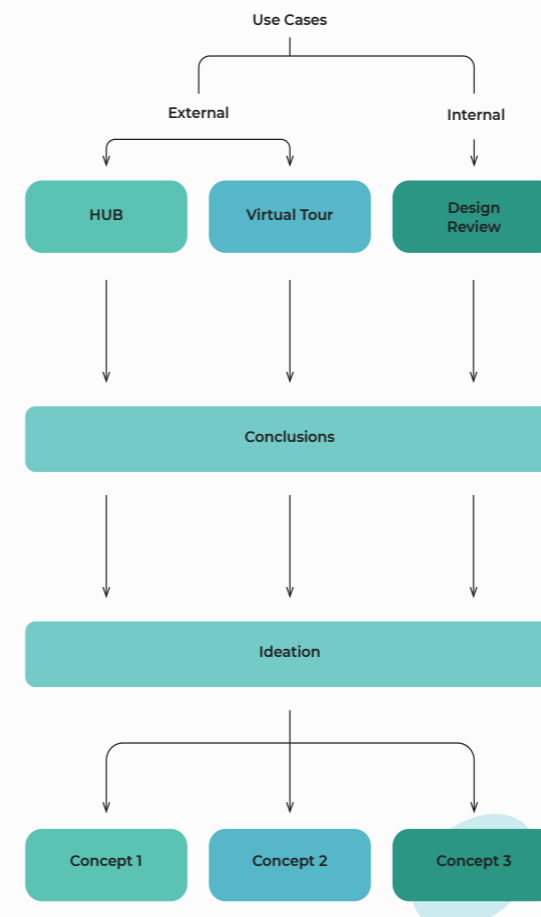 Use Cases
External
Internal
HUB
Virtual Tour
Design
Review
Conclusions
Ideation
Concept 1
Concept 2
Concept 3